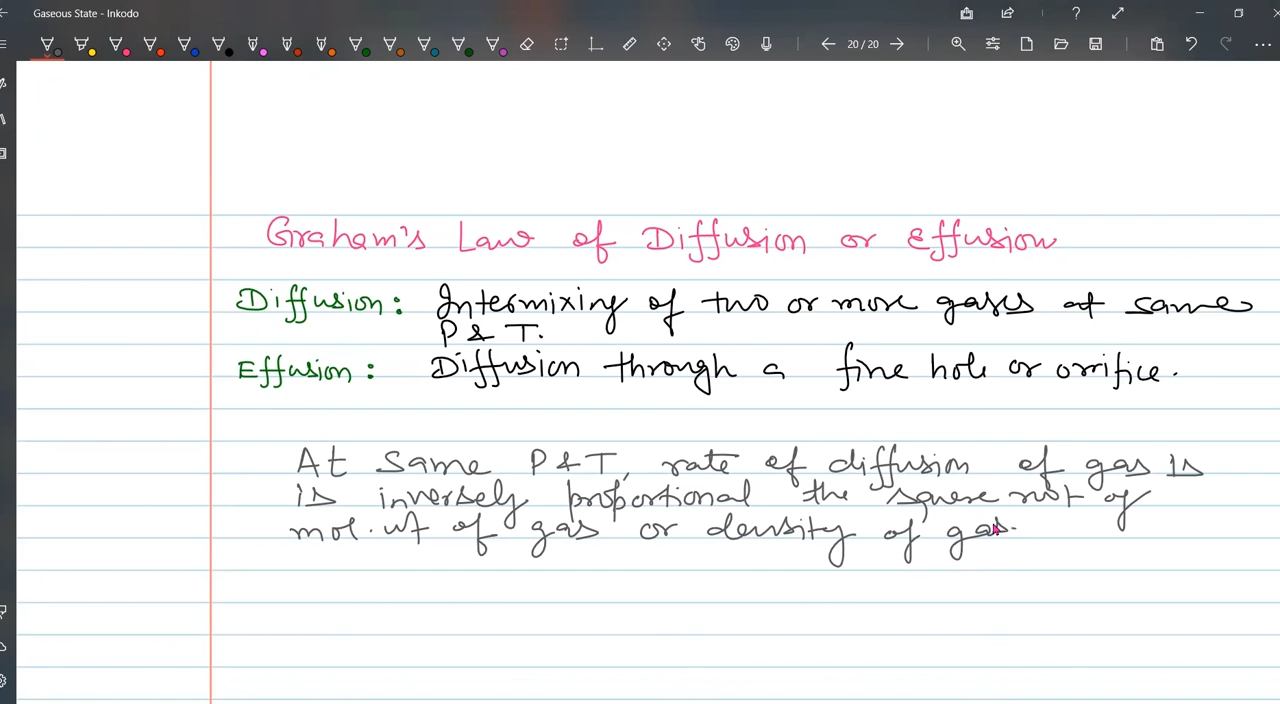 Gaseous State - Inkodo
20/20
Graham's Law of Diffusion or Effusion
Diffusion: Intermixing of two or more gases at same
P & T.
Effusion: Diffusion through a fine hole or orrifice.
At same P & T, rate of diffusion of gas is
is inversely proportional the square root of
mol. wt of gas or density of gas.